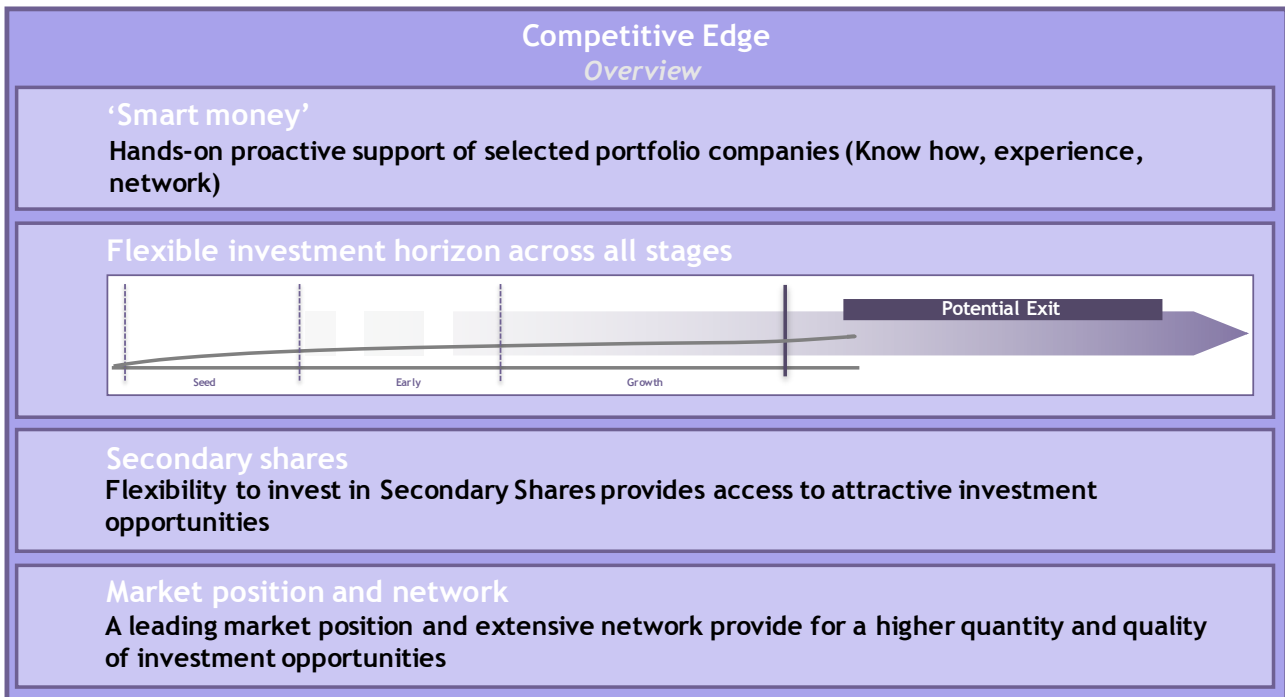 Competitive Edge
Overview
‘Smart money’
Hands-on proactive support of selected portfolio companies (Know how, experience,
network)
Flexible investment horizon across all stages
Potential Exit
Seed
Early
Growth
Secondary shares
Flexibility to invest in Secondary Shares provides access to attractive investment
opportunities
Market position and network
A leading market position and extensive network provide for a higher quantity and quality
of investment opportunities